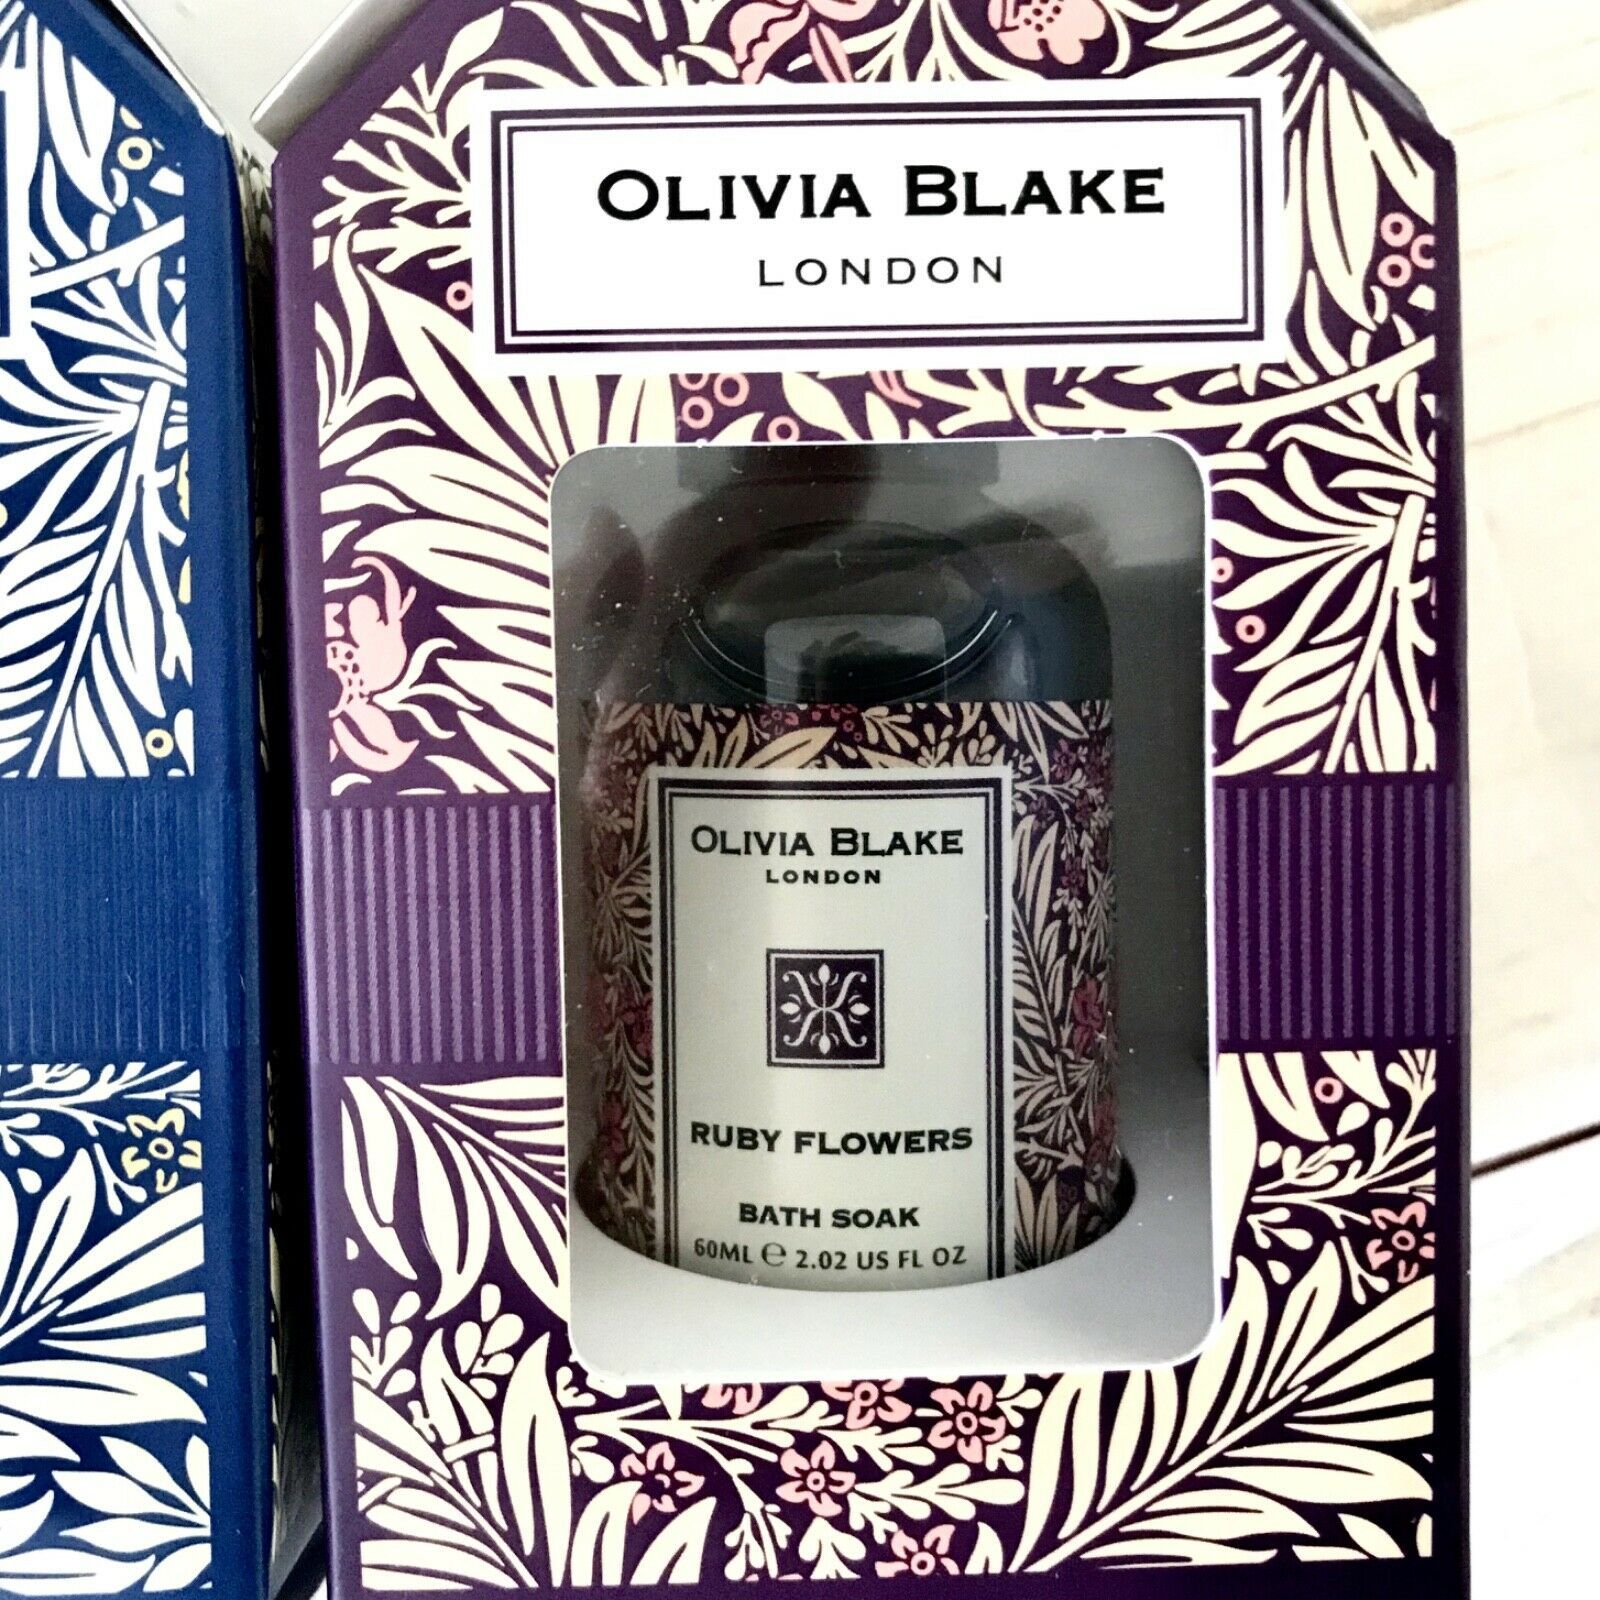 OLIVIA BLAKE
LONDON
OLIVIA BLAKE
LONDON
RUBY FLOWERS
BATH SOAK
60ML ℮ 2.02 US FL OZ